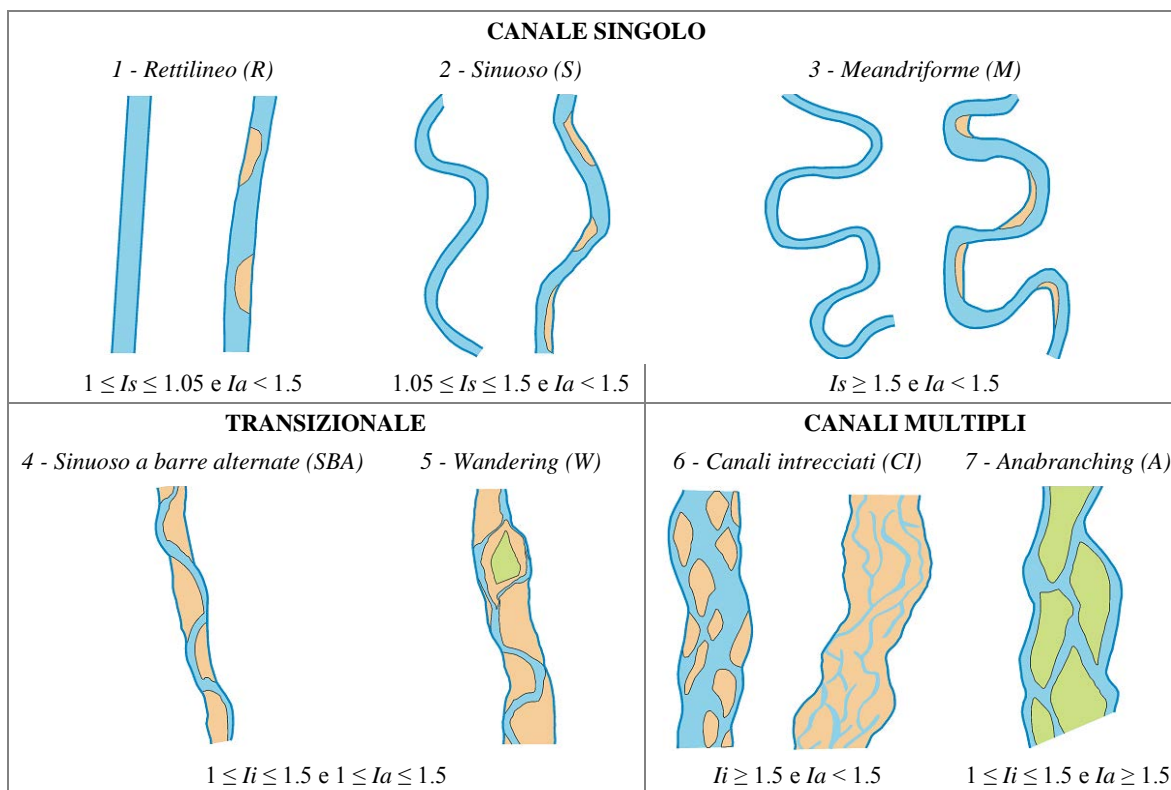 CANALE SINGOLO
1 - Rettilineo (R)
2 - Sinuoso (S)
3 - Meandriforme (M)
1 ≤ Is ≤ 1.05 e Ia < 1.5
1.05 ≤ Is ≤ 1.5 e Ia < 1.5
Is ≥ 1.5 e Ia < 1.5
TRANSIZIONALE
4 - Sinuoso a barre alternate (SBA)
5 - Wandering (W)
1 ≤ Ii ≤ 1.5 e 1 ≤ Ia ≤ 1.5
CANALI MULTIPLI
6 - Canali intrecciati (CI)
7 - Anabranching (A)
Ii ≥ 1.5 e Ia < 1.5
1 ≤ Ii ≤ 1.5 e Ia ≥ 1.5